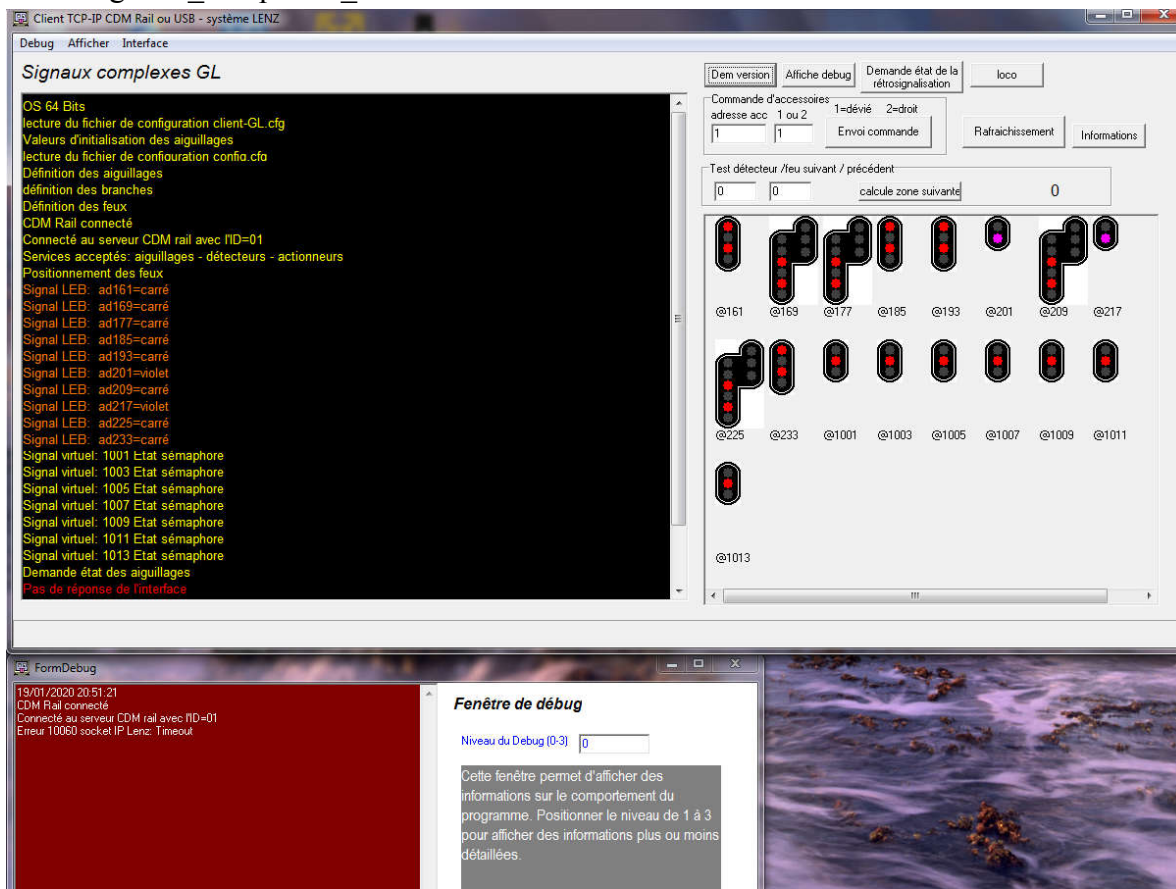 Client TCP-IP CDM Rail ou USB - système LENZ
Debug Afficher Interface
Signaux complexes GL
OS 64 Bits
lecture du fichier de configuration client-GL.cfg
Valeurs d'initialisation des aiguillages
lecture du fichier de configuration config.cfg
Définition des aiguillages
définition des branches
Définition des feux
CDM Rail connecté
Connecté au serveur CDM rail avec l'ID=01
Services acceptés: aiguillages - détecteurs - actionneurs
Positionnement des feux
Signal LEB: ad161=carré
Signal LEB: ad169=carré
Signal LEB: ad177=carré
Signal LEB: ad185=carré
Signal LEB: ad193=carré
Signal LEB: ad201=violet
Signal LEB: ad209=carré
Signal LEB: ad217=violet
Signal LEB: ad225=carré
Signal LEB: ad233=carré
Signal virtuel: 1001 Etat sémaphore
Signal virtuel: 1003 Etat sémaphore
Signal virtuel: 1005 Etat sémaphore
Signal virtuel: 1007 Etat sémaphore
Signal virtuel: 1009 Etat sémaphore
Signal virtuel: 1011 Etat sémaphore
Signal virtuel: 1013 Etat sémaphore
Demande état des aiguillages
Pas de réponse de l'interface
Dem version Affiche debug Demande état de la
rétrosignalisation
loco
Commande d'accessoires
adresse acc 1 ou 2 1=dévié 2=droit
1 1 Envoi commande Rafraichissement Informations
Test détecteur /feu suivant / précédent
0 0 calcule zone suivante 0
@161 @169 @177 @185 @193 @201 @209 @217
@225 @233 @1001 @1003 @1005 @1007 @1009 @1011
@1013
FormDebug
19/01/2020 20:51:21
CDM Rail connecté
Connecté au serveur CDM rail avec l'ID=01
Erreur 10060 socket IP Lenz: Timeout
Fenêtre de débug
Niveau du Debug (0-3) 0
Cette fenêtre permet d'afficher des
informations sur le comportement du
programme. Positionner le niveau de 1 à 3
pour afficher des informations plus ou moins
détaillées.